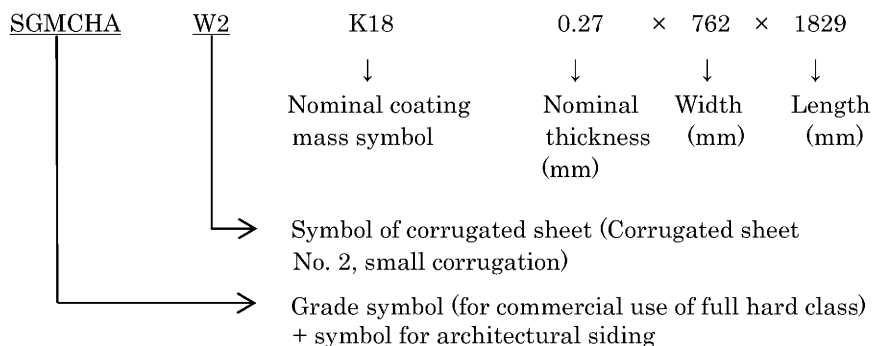 SGMCHA W2 K18 0.27 × 762 × 1829
↓ ↓ ↓ ↓
Nominal coating Nominal Width Length
mass symbol thickness (mm) (mm)
(mm)
Symbol of corrugated sheet (Corrugated sheet
No. 2, small corrugation)
Grade symbol (for commercial use of full hard class)
+ symbol for architectural siding